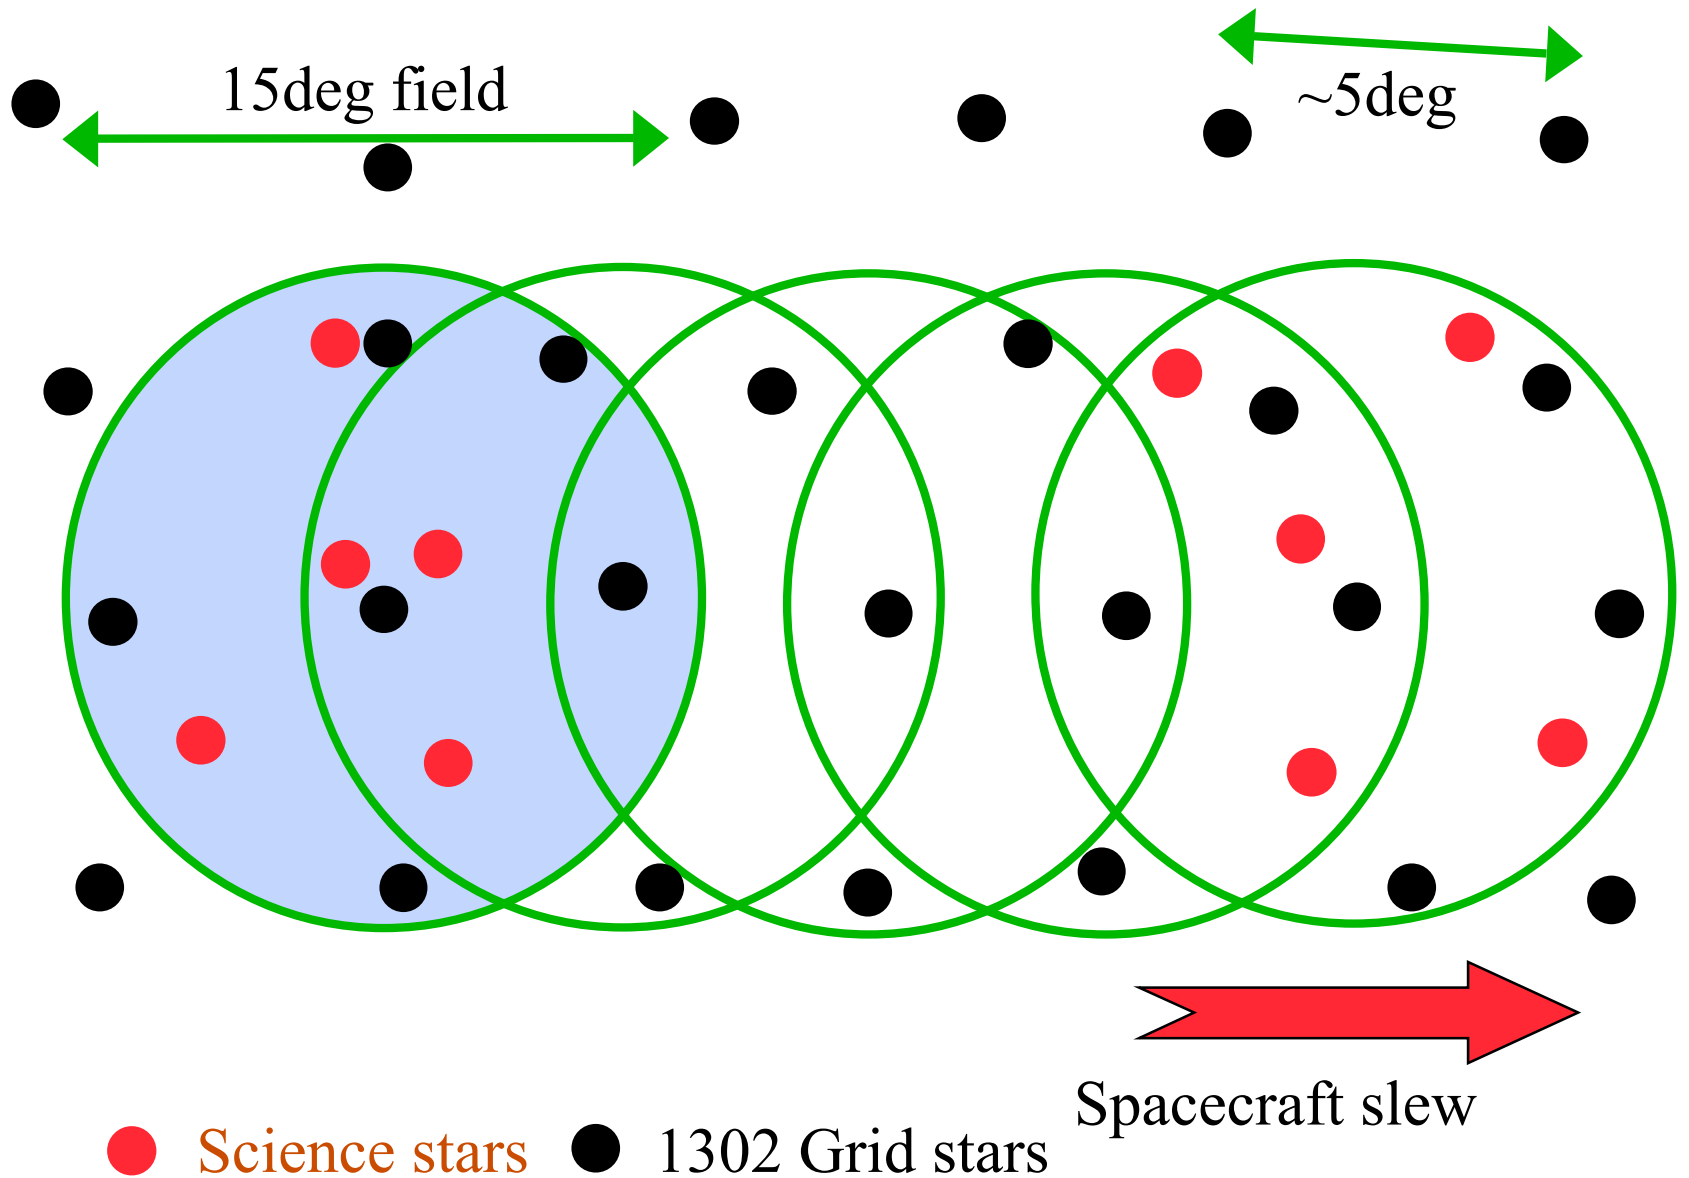 15deg field
~5deg
Spacecraft slew
Science stars
1302 Grid stars